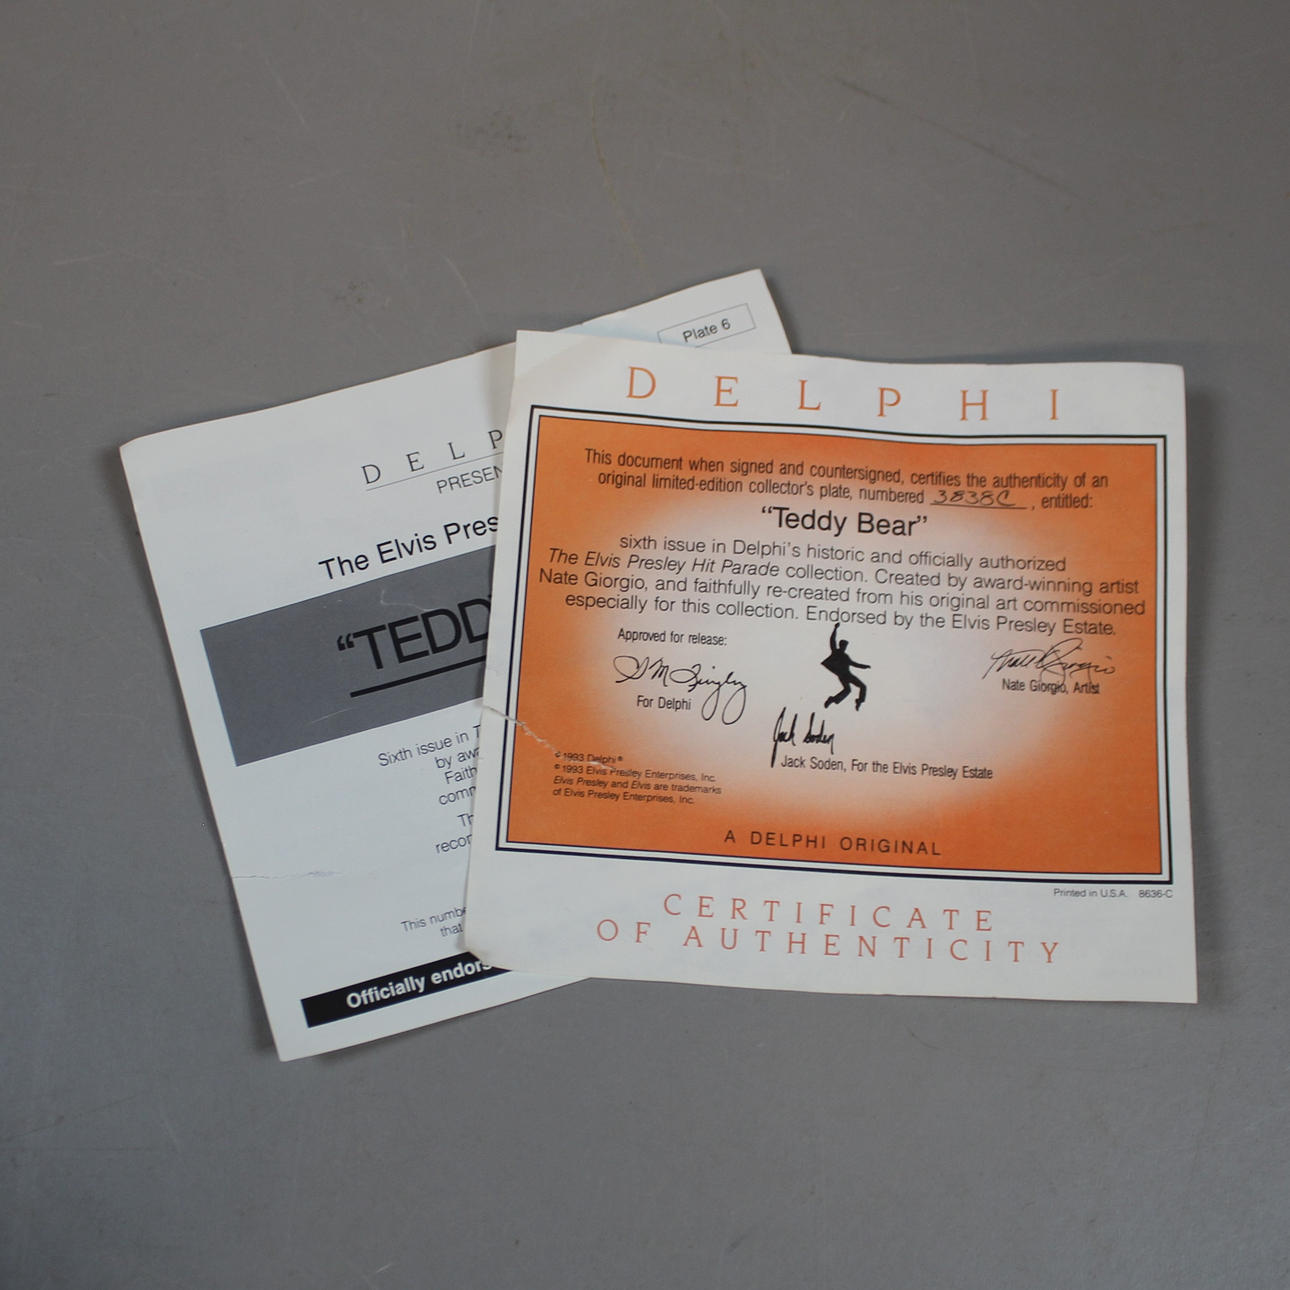 Plate 6
D E L P
PRESEN
The Elvis Pres
"TEDD
Sixth issue in T
by aw
Faith
comm
Th
recor
This numbe
that
Officially endors
DELPHI
This document when signed and countersigned, certifies the authenticity of an
original limited-edition collector's plate, numbered 3838C, entitled:
"Teddy Bear"
sixth issue in Delphi's historic and officially authorized
The Elvis Presley Hit Parade collection. Created by award-winning artist
Nate Giorgio, and faithfully re-created from his original art commissioned
especially for this collection. Endorsed by the Elvis Presley Estate.
Approved for release:
For Delphi
Nate Giorgio
Nate Giorgio, Artist
Jack Soden
Jack Soden, For the Elvis Presley Estate
© 1993 Delphi®
© 1993 Elvis Presley Enterprises, Inc.
Elvis Presley and Elvis are trademarks
of Elvis Presley Enterprises, Inc.
A DELPHI ORIGINAL
Printed in U.S.A. 8636-C
CERTIFICATE
OF AUTHENTICITY